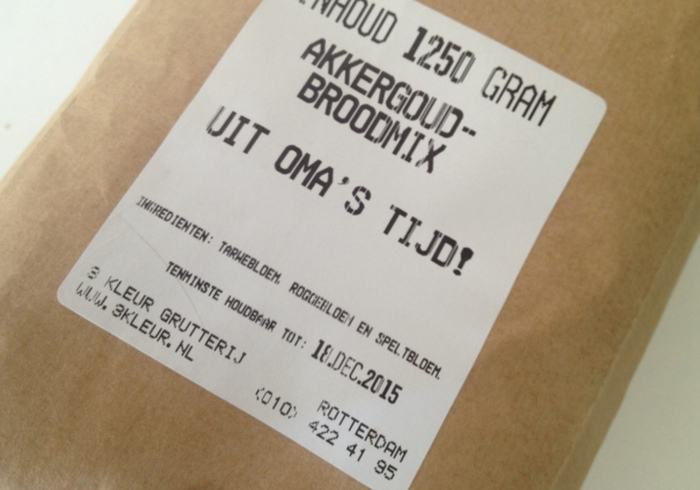 INHOUD 1250 GRAM
AKKERGOUD-
BROODMIX
UIT OMA'S TIJD!
INGREDIENTEN: TARWEBLOEM, ROGGEBLOEM EN SPELTBLOEM.
TENMINSTE HOUDBAAR TOT: 18.DEC.2015
3 KLEUR GRUTTERIJ ROTTERDAM
WWW.3KLEUR.NL (010) 422 41 95